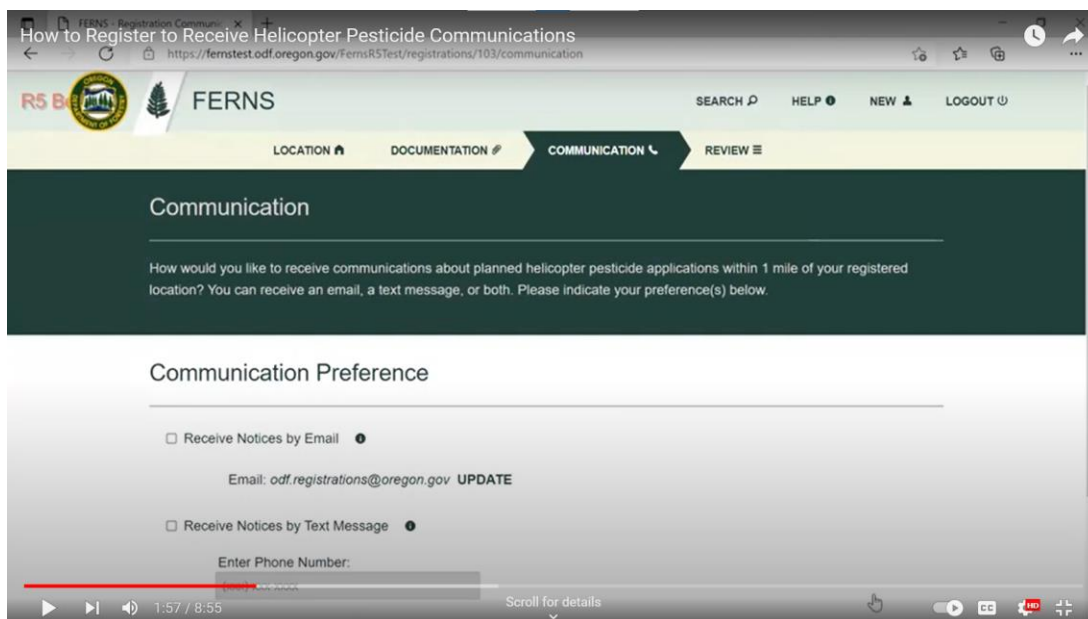 FERNS - Registration Communic
How to Register to Receive Helicopter Pesticide Communications
https://fernstest.odf.oregon.gov/FernsR5Test/registrations/103/communication
R5 B
FERNS
SEARCH HELP NEW LOGOUT
LOCATION DOCUMENTATION COMMUNICATION REVIEW
Communication
How would you like to receive communications about planned helicopter pesticide applications within 1 mile of your registered
location? You can receive an email, a text message, or both. Please indicate your preference(s) below.
Communication Preference
Receive Notices by Email
Email: odf.registrations@oregon.gov UPDATE
Receive Notices by Text Message
Enter Phone Number:
1:57 / 8:55
Scroll for details
CC HD